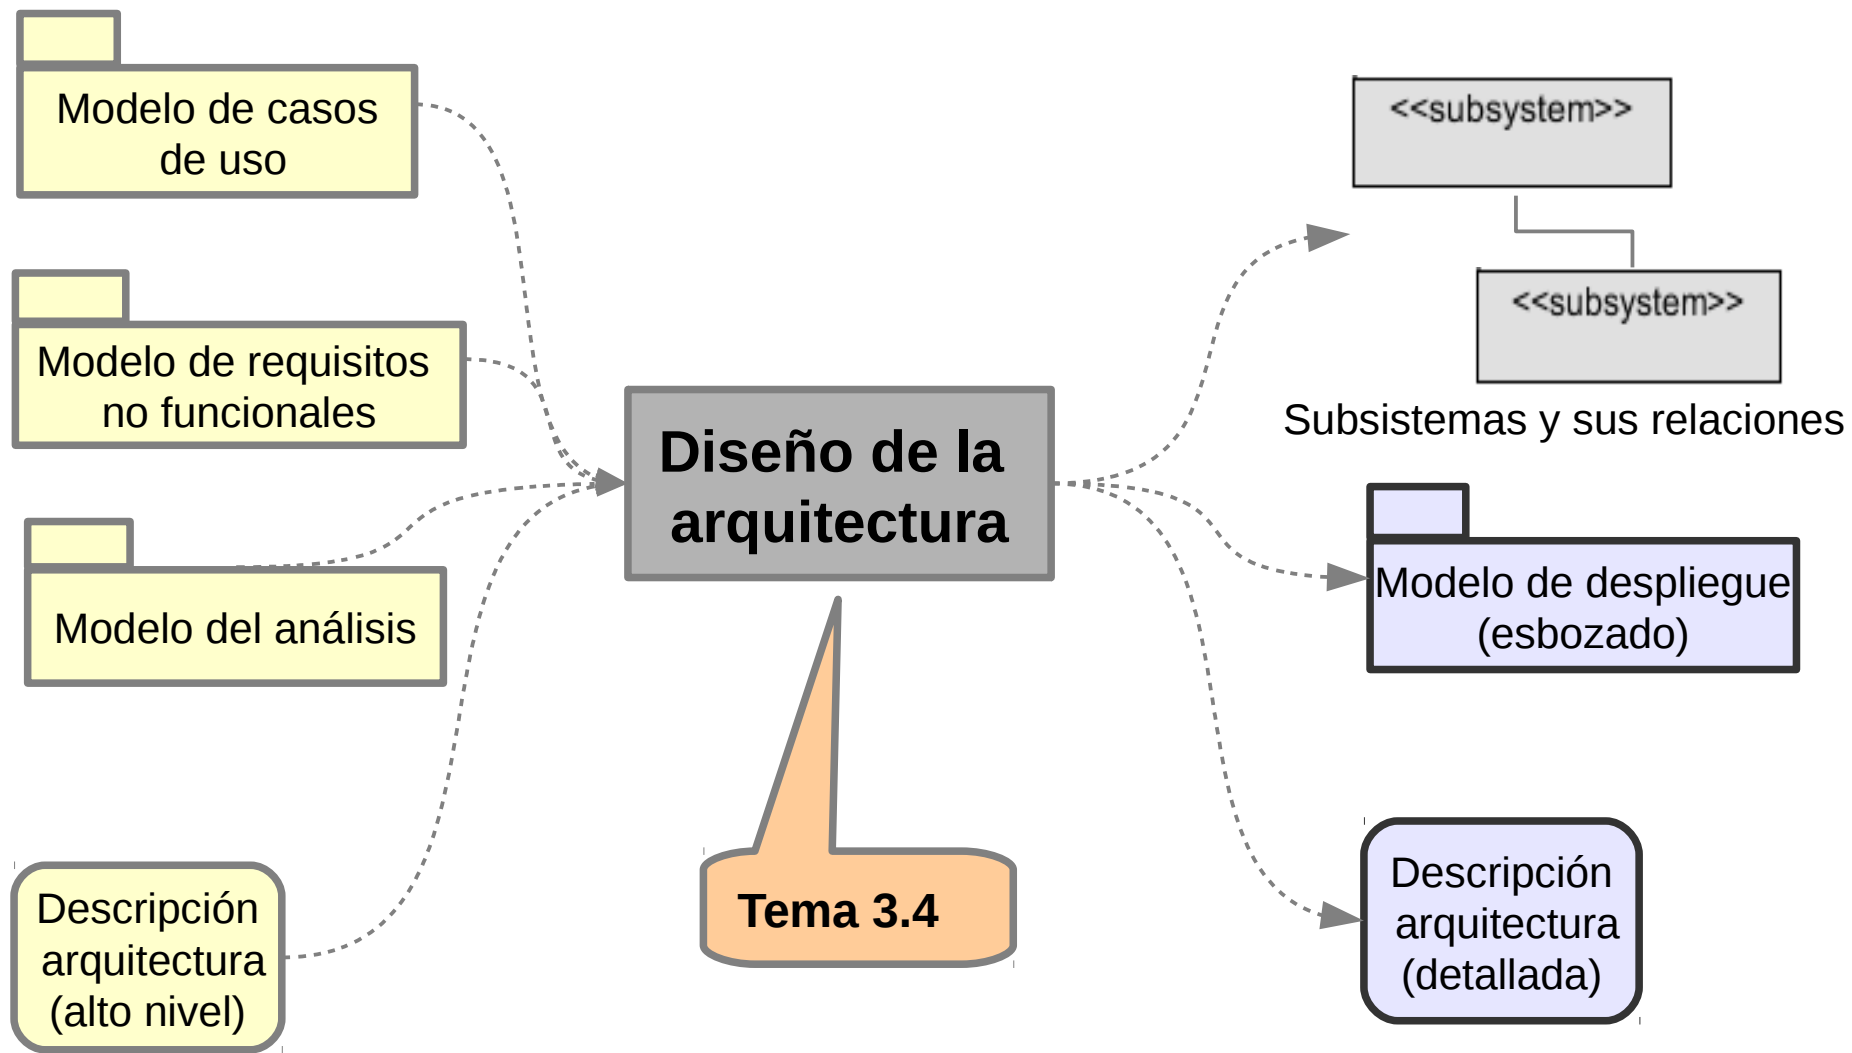 Modelo de casos
de uso
Modelo de requisitos
no funcionales
Modelo del análisis
Descripción
arquitectura
(alto nivel)
Diseño de la
arquitectura
Tema 3.4
<<subsystem>>
<<subsystem>>
Subsistemas y sus relaciones
Modelo de despliegue
(esbozado)
Descripción
arquitectura
(detallada)